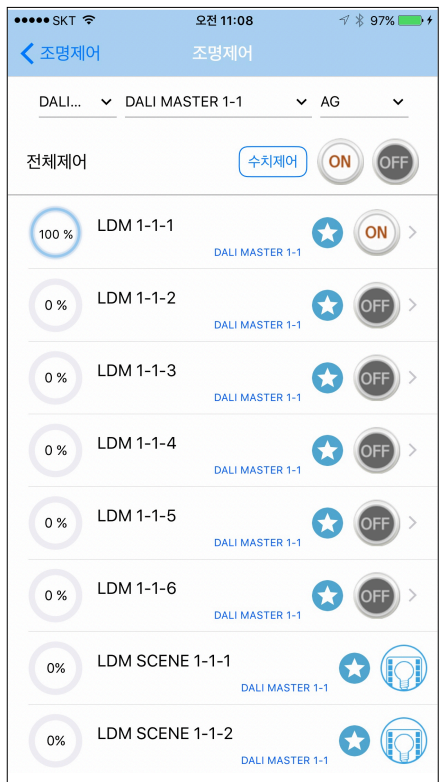 SKT 오전 11:08 97%
조명제어 조명제어
DALI... DALI MASTER 1-1 AG
전체제어 수치제어 ON OFF
100 % LDM 1-1-1 ON
DALI MASTER 1-1
0 % LDM 1-1-2 OFF
DALI MASTER 1-1
0 % LDM 1-1-3 OFF
DALI MASTER 1-1
0 % LDM 1-1-4 OFF
DALI MASTER 1-1
0 % LDM 1-1-5 OFF
DALI MASTER 1-1
0 % LDM 1-1-6 OFF
DALI MASTER 1-1
0% LDM SCENE 1-1-1
DALI MASTER 1-1
0% LDM SCENE 1-1-2
DALI MASTER 1-1